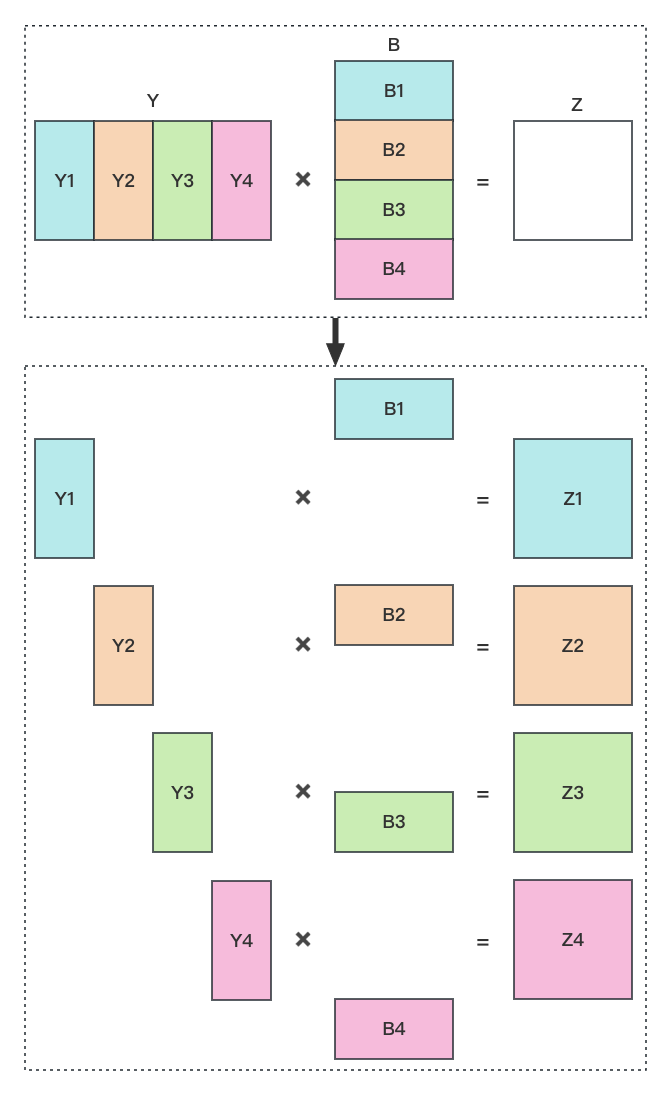 B
Y
Z
B1
B2
Y1 Y2 Y3 Y4 × =
B3
B4
B1
Y1 × = Z1
B2
Y2 × = Z2
Y3 × = Z3
B3
Y4 × = Z4
B4